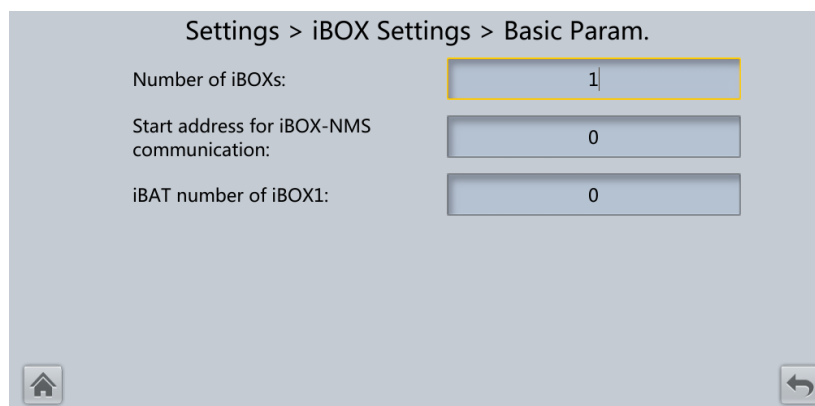 Settings > iBOX Settings > Basic Param.
Number of iBOXs:
1
Start address for iBOX-NMS
communication:
0
iBAT number of iBOX1:
0